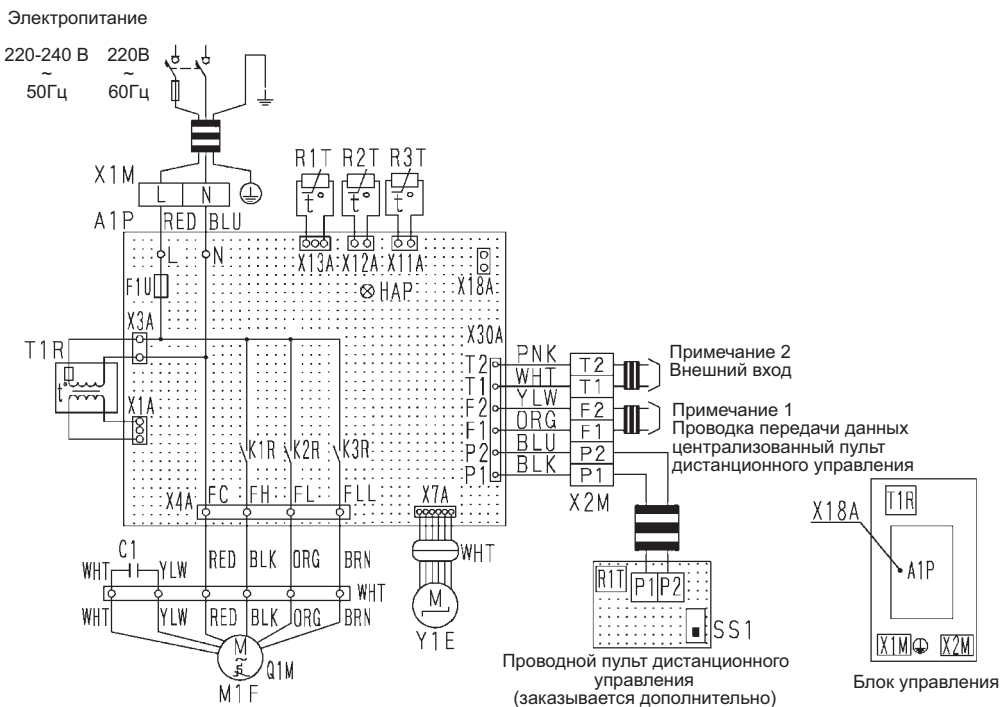 Электропитание
220-240 В 220В
~ ~
50Гц 60Гц
R1T R2T R3T
X1M
L N
t° t° t°
A1P RED BLU
L N
X13A X12A X11A
X18A
F1U
HAP
X3A
X30A
T1R
t°
X1A
T2 PNK T2
T1 WHT T1
F2 YLW F2
F1 ORG F1
P2 BLU P2
P1 BLK P1
X2M
Примечание 2
Внешний вход
Примечание 1
Проводка передачи данных
централизованный пульт
дистанционного управления
K1R K2R K3R
X4A FC FH FL FLL
X7A
C1
WHT YLW RED BLK ORG BRN
WHT
WHT YLW RED BLK ORG BRN
M
~
Q1M
M1F
WHT
M
Y1E
R1T P1 P2
SS1
Проводной пульт дистанционного
управления
(заказывается дополнительно)
X18A
T1R
A1P
X1M X2M
Блок управления